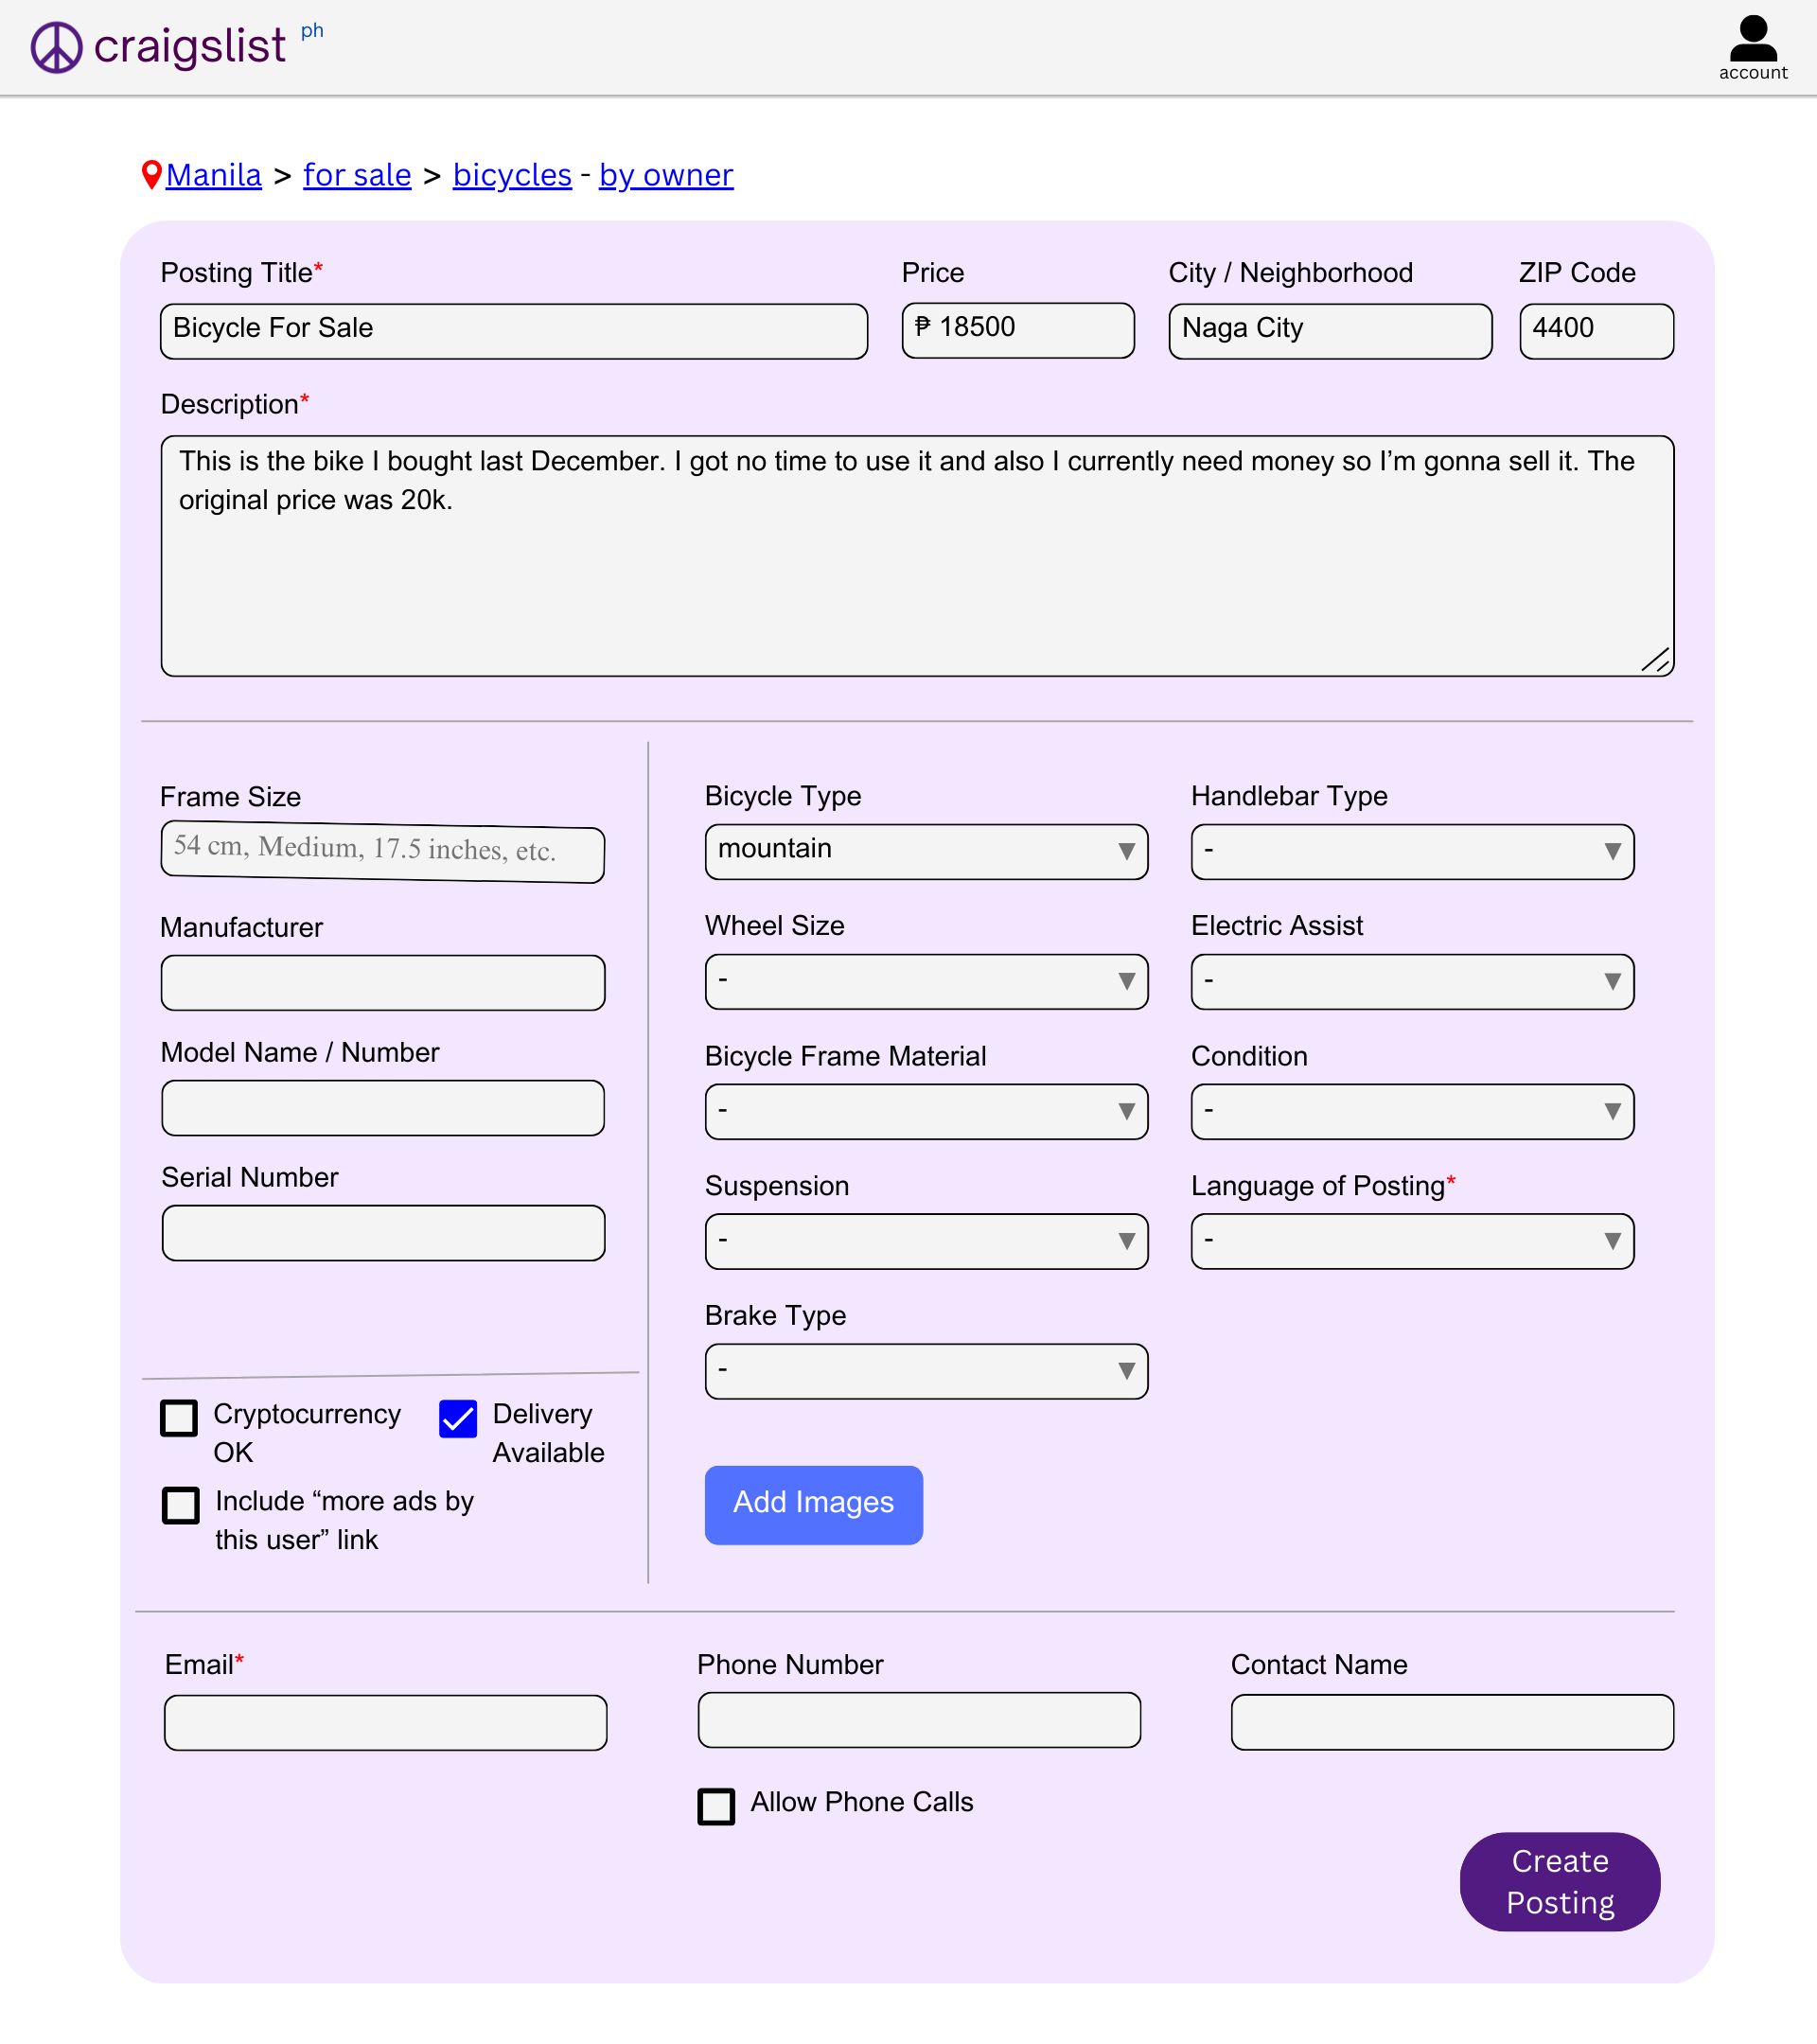 craigslist ph
account
Manila > for sale > bicycles - by owner
Posting Title* Price City / Neighborhood ZIP Code
Bicycle For Sale ₱ 18500 Naga City 4400
Description*
This is the bike I bought last December. I got no time to use it and also I currently need money so I’m gonna sell it. The
original price was 20k.
Frame Size
54 cm, Medium, 17.5 inches, etc.
Manufacturer
Model Name / Number
Serial Number
Cryptocurrency
OK
Delivery
Available
Include “more ads by
this user” link
Bicycle Type Handlebar Type
mountain ▼ - ▼
Wheel Size Electric Assist
- ▼ - ▼
Bicycle Frame Material Condition
- ▼ - ▼
Suspension Language of Posting*
- ▼ - ▼
Brake Type
- ▼
Add Images
Email* Phone Number Contact Name
Allow Phone Calls
Create
Posting